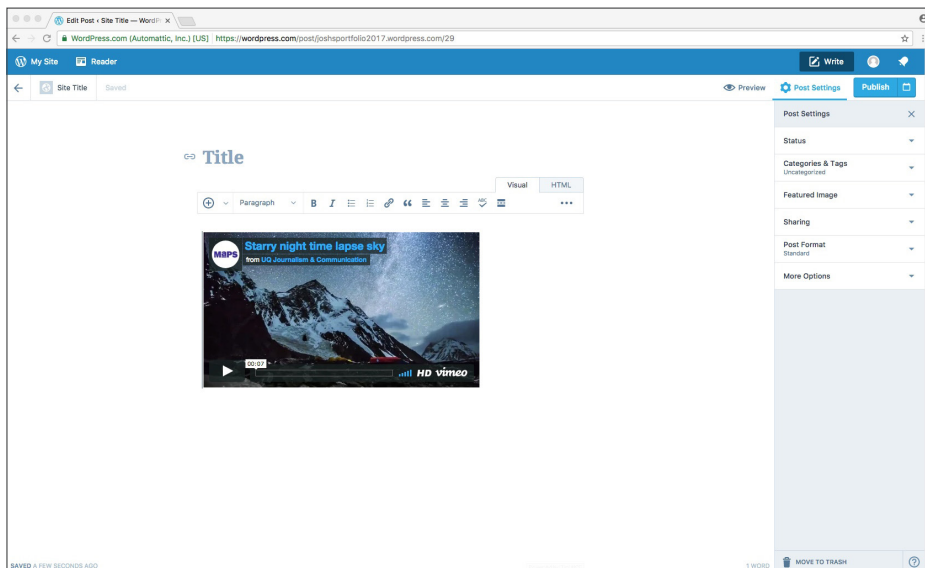 Edit Post ‹ Site Title — WordPr
WordPress.com (Automattic, Inc.) [US] https://wordpress.com/post/joshsportfolio2017.wordpress.com/29
My Site Reader Write
Site Title Saved Preview Post Settings Publish
Post Settings
Status
Categories & Tags
Uncategorized
Featured Image
Sharing
Post Format
Standard
More Options
Title
Visual HTML
Paragraph B I ABC
MaPS
Starry night time lapse sky
from UQ Journalism & Communication
00:07
HD vimeo
SAVED A FEW SECONDS AGO
1 WORD
MOVE TO TRASH